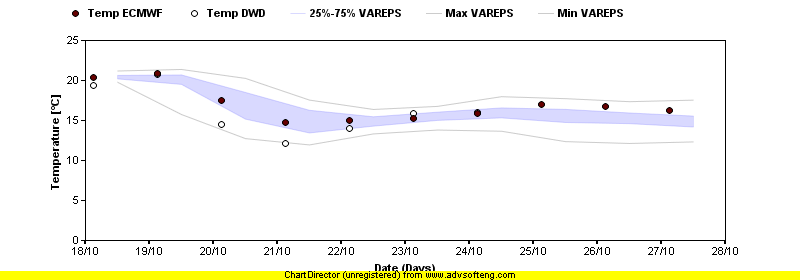 Temp ECMWF Temp DWD 25%-75% VAREPS Max VAREPS Min VAREPS
25
20
15
10
5
0
Temperature [°C]
18/10 19/10 20/10 21/10 22/10 23/10 24/10 25/10 26/10 27/10 28/10
Date (Days)
ChartDirector (unregistered) from www.advsofteng.com